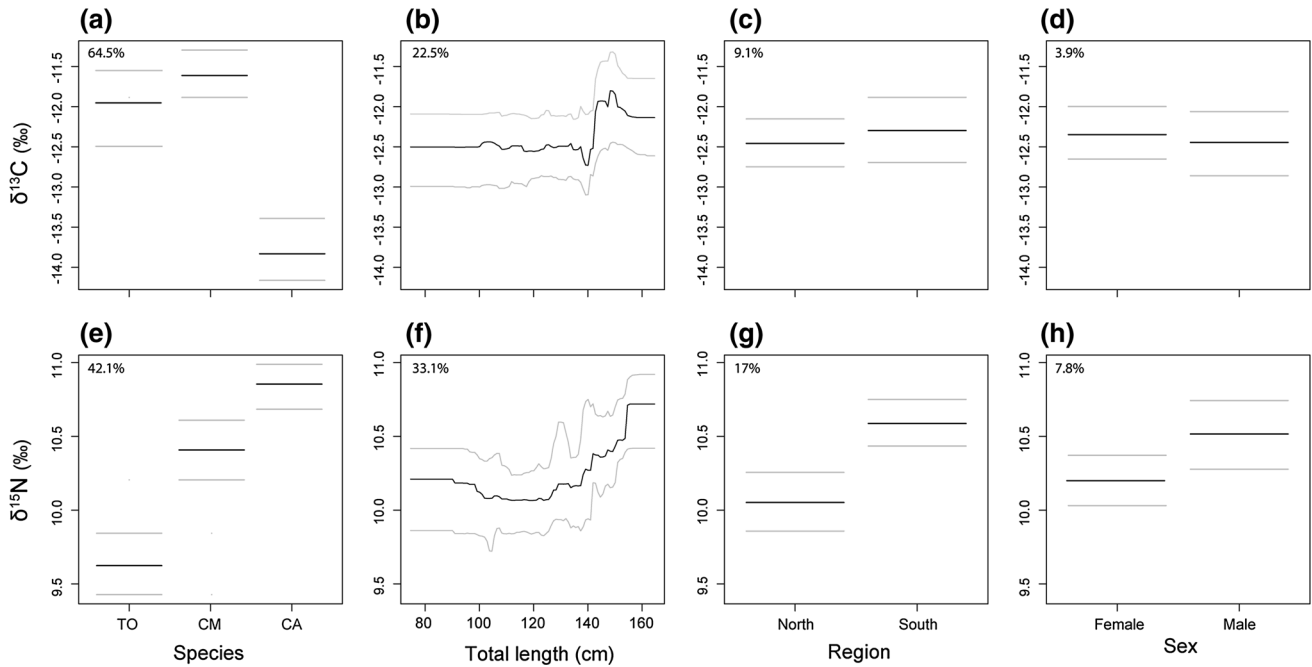 (a)
(b)
(c)
(d)
64.5%
22.5%
9.1%
3.9%
δ13C (‰)
-11.5
-12.0
-12.5
-13.0
-13.5
-14.0
-11.5
-12.0
-12.5
-13.0
-13.5
-14.0
-11.5
-12.0
-12.5
-13.0
-13.5
-14.0
-11.5
-12.0
-12.5
-13.0
-13.5
-14.0
(e)
(f)
(g)
(h)
42.1%
33.1%
17%
7.8%
δ15N (‰)
11.0
10.5
10.0
9.5
11.0
10.5
10.0
9.5
11.0
10.5
10.0
9.5
11.0
10.5
10.0
9.5
TO CM CA
80 100 120 140 160
North South
Female Male
Species
Total length (cm)
Region
Sex